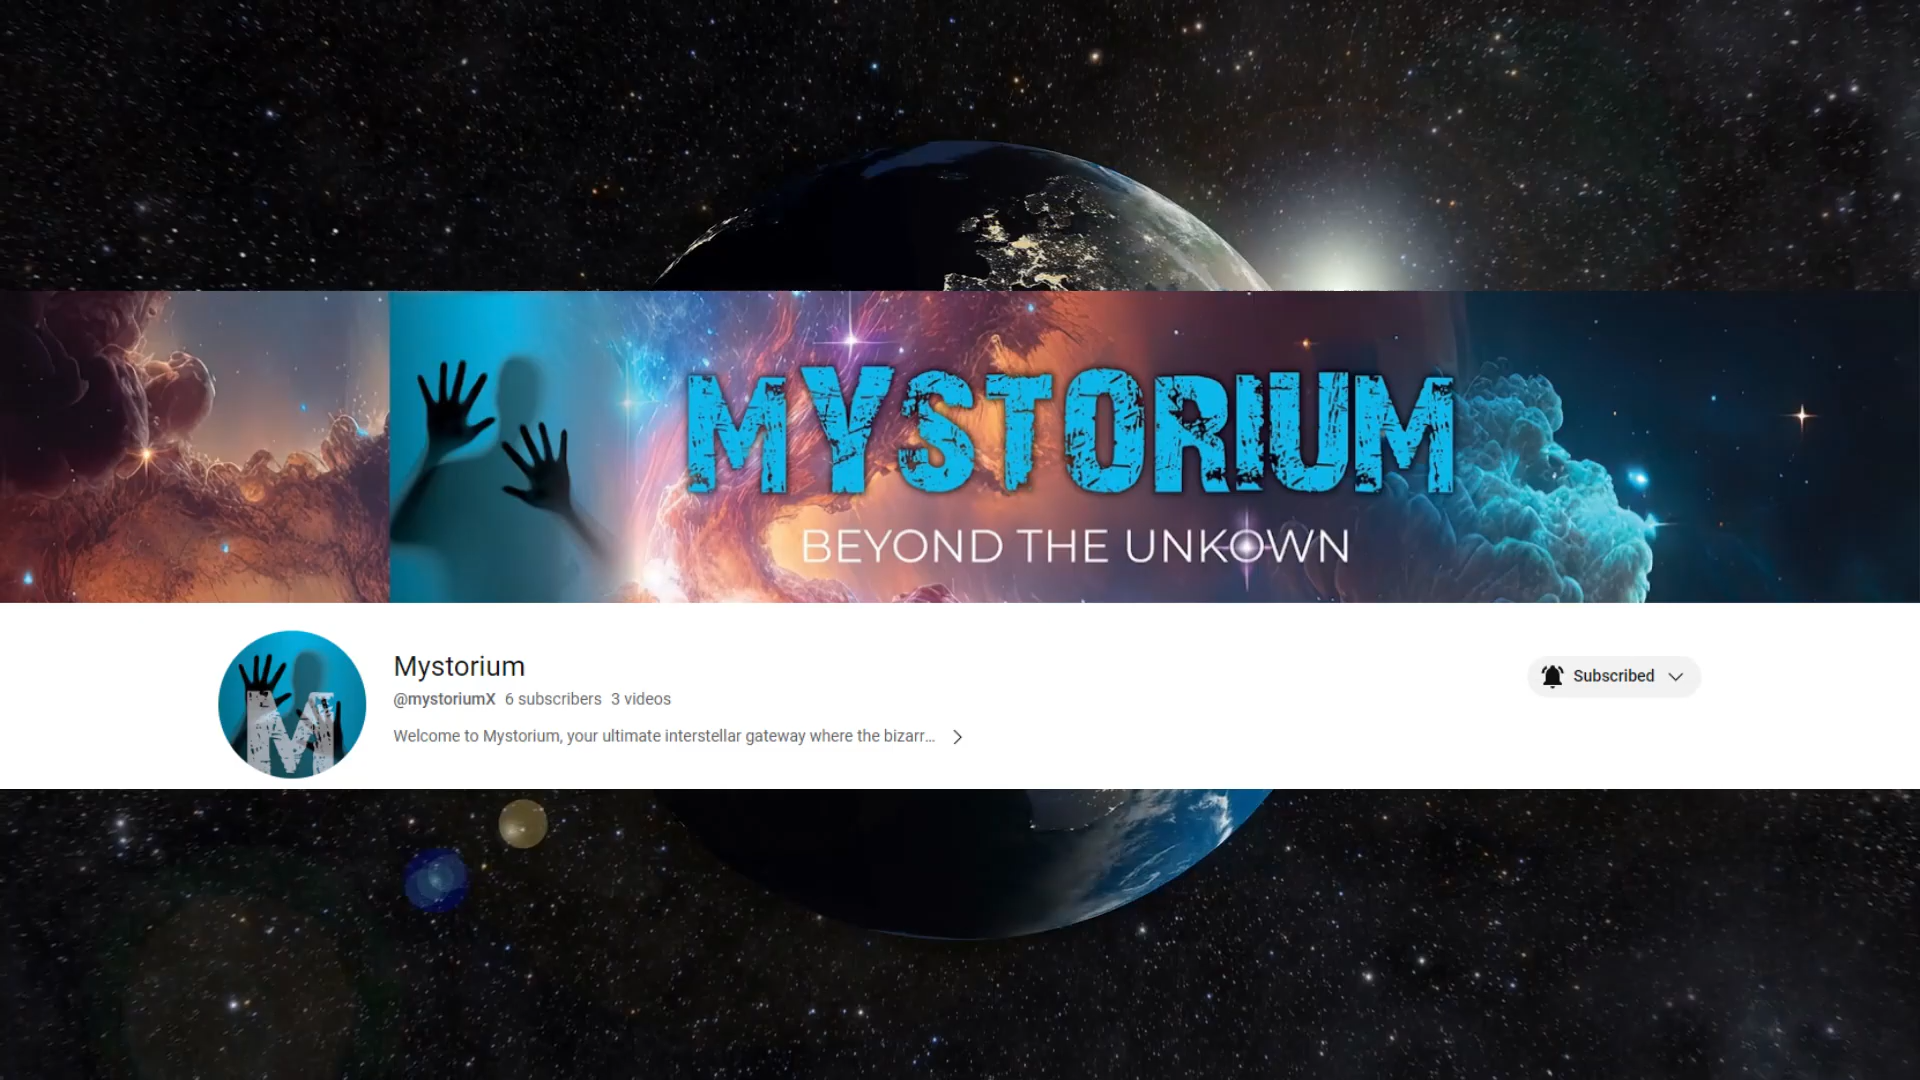 MYSTORIUM
BEYOND THE UNKOWN
M
Mystorium
@mystoriumX 6 subscribers 3 videos
Welcome to Mystorium, your ultimate interstellar gateway where the bizarr...
Subscribed